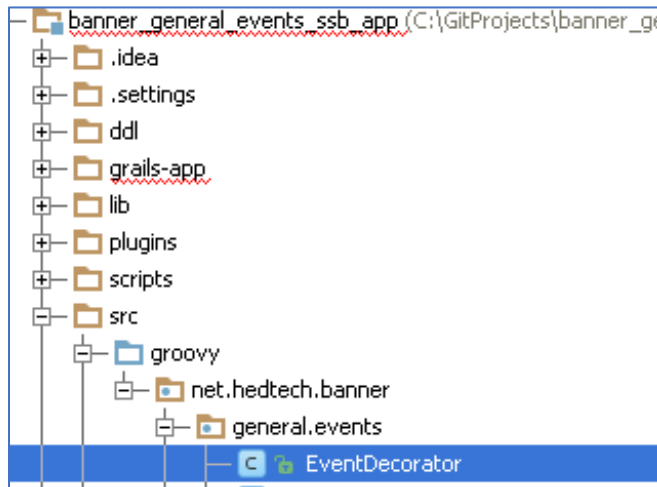 banner_general_events_ssb_app (C:\GitProjects\banner_ge
.idea
.settings
ddl
grails-app
lib
plugins
scripts
src
groovy
net.hedtech.banner
general.events
C EventDecorator